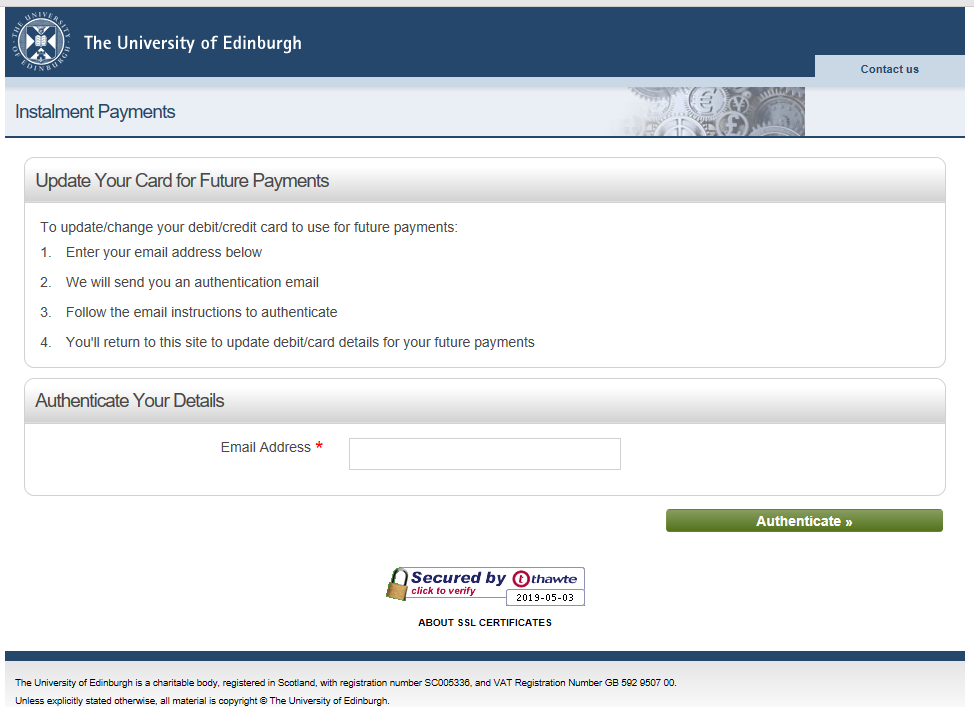 THE UNIVERSITY OF EDINBURGH
The University of Edinburgh
Contact us
Instalment Payments
Update Your Card for Future Payments
To update/change your debit/credit card to use for future payments:
1. Enter your email address below
2. We will send you an authentication email
3. Follow the email instructions to authenticate
4. You'll return to this site to update debit/card details for your future payments
Authenticate Your Details
Email Address *
Authenticate »
Secured by thawte
click to verify
2019-05-03
ABOUT SSL CERTIFICATES
The University of Edinburgh is a charitable body, registered in Scotland, with registration number SC005336, and VAT Registration Number GB 592 9507 00.
Unless explicitly stated otherwise, all material is copyright © The University of Edinburgh.